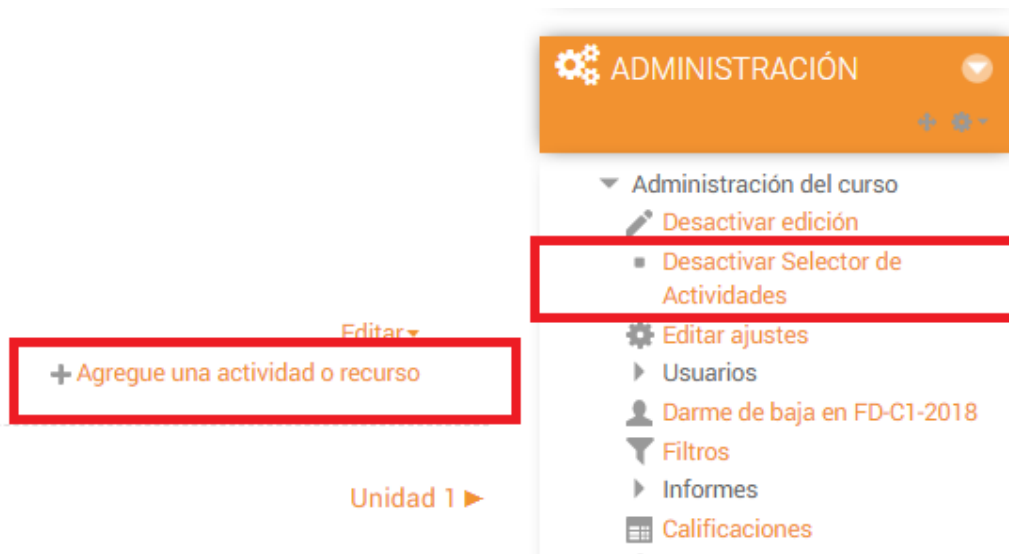 Editar
Agregue una actividad o recurso
Unidad 1
ADMINISTRACIÓN
Administración del curso
Desactivar edición
Desactivar Selector de
Actividades
Editar ajustes
Usuarios
Darme de baja en FD-C1-2018
Filtros
Informes
Calificaciones